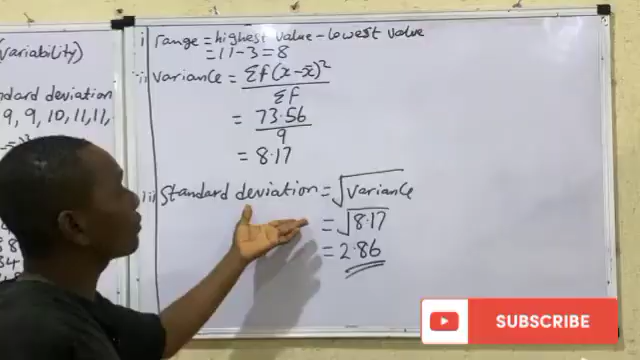 (variability)
ndard deviation
9, 9, 10, 11, 11,
i range = highest value - lowest value
= 11 - 3 = 8
ii variance = Σf(x - x̄)²
Σf
= 73.56
9
= 8.17
iii Standard deviation = √variance
= √8.17
= 2.86
SUBSCRIBE